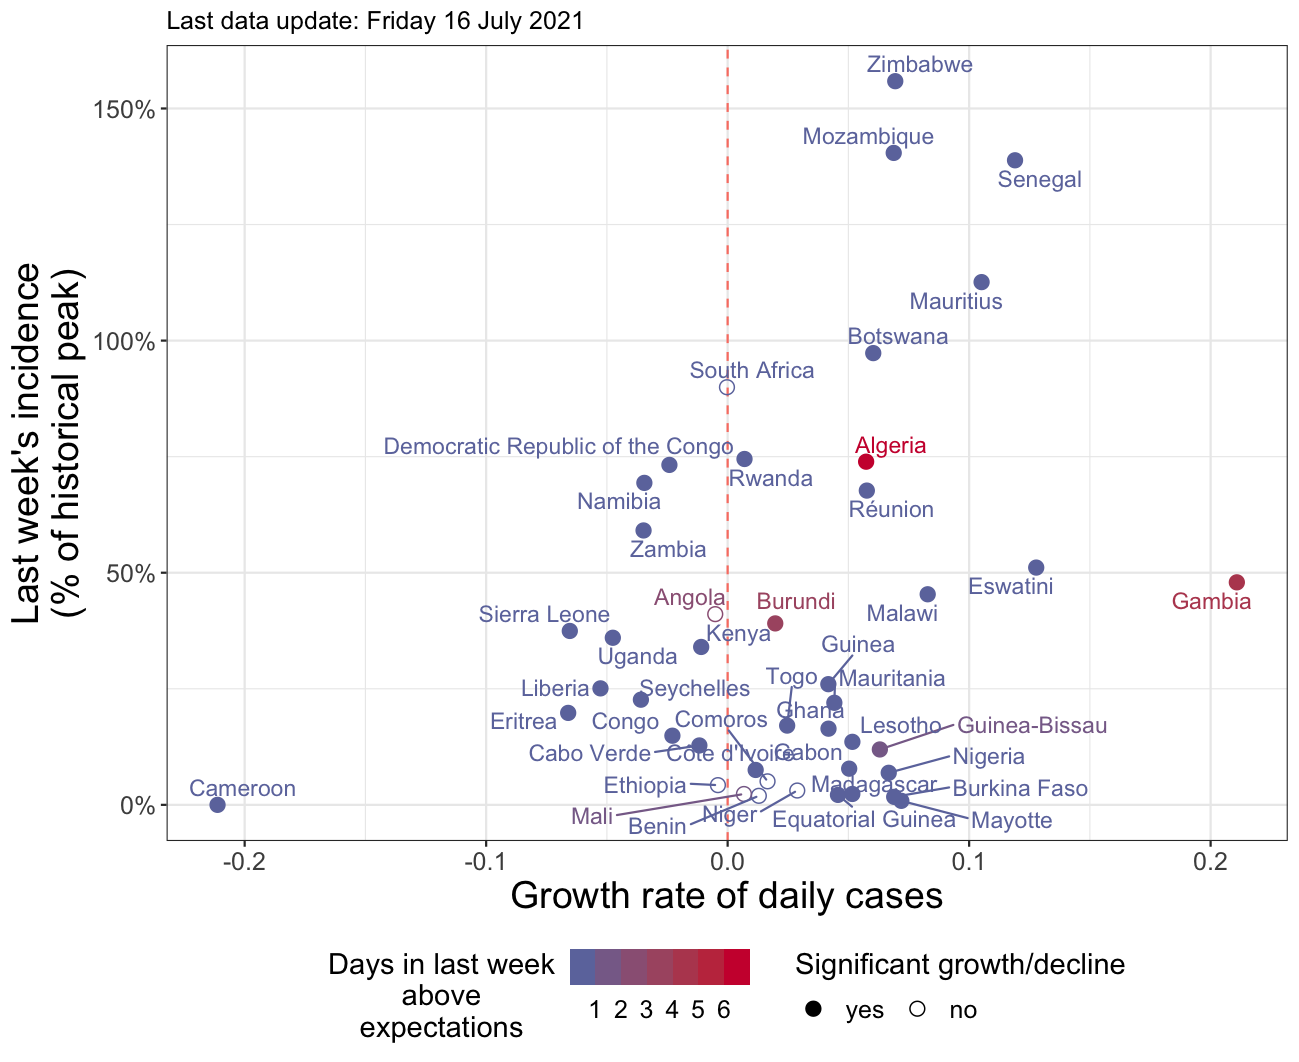 Last data update: Friday 16 July 2021
Last week's incidence
(% of historical peak)
150%
100%
50%
0%
Zimbabwe
Mozambique
Senegal
Mauritius
Botswana
South Africa
Democratic Republic of the Congo
Algeria
Rwanda
Namibia
Réunion
Zambia
Eswatini
Angola
Burundi
Gambia
Sierra Leone
Malawi
Kenya
Guinea
Uganda
Togo
Mauritania
Liberia
Seychelles
Ghana
Eritrea
Congo
Comoros
Lesotho
Guinea-Bissau
Cabo Verde
Côte d'Ivoire
Gabon
Nigeria
Ethiopia
Madagascar
Burkina Faso
Cameroon
Mali
Niger
Benin
Equatorial Guinea
Mayotte
-0.2
-0.1
0.0
0.1
0.2
Growth rate of daily cases
Days in last week
above
expectations
1 2 3 4 5 6
Significant growth/decline
yes
no